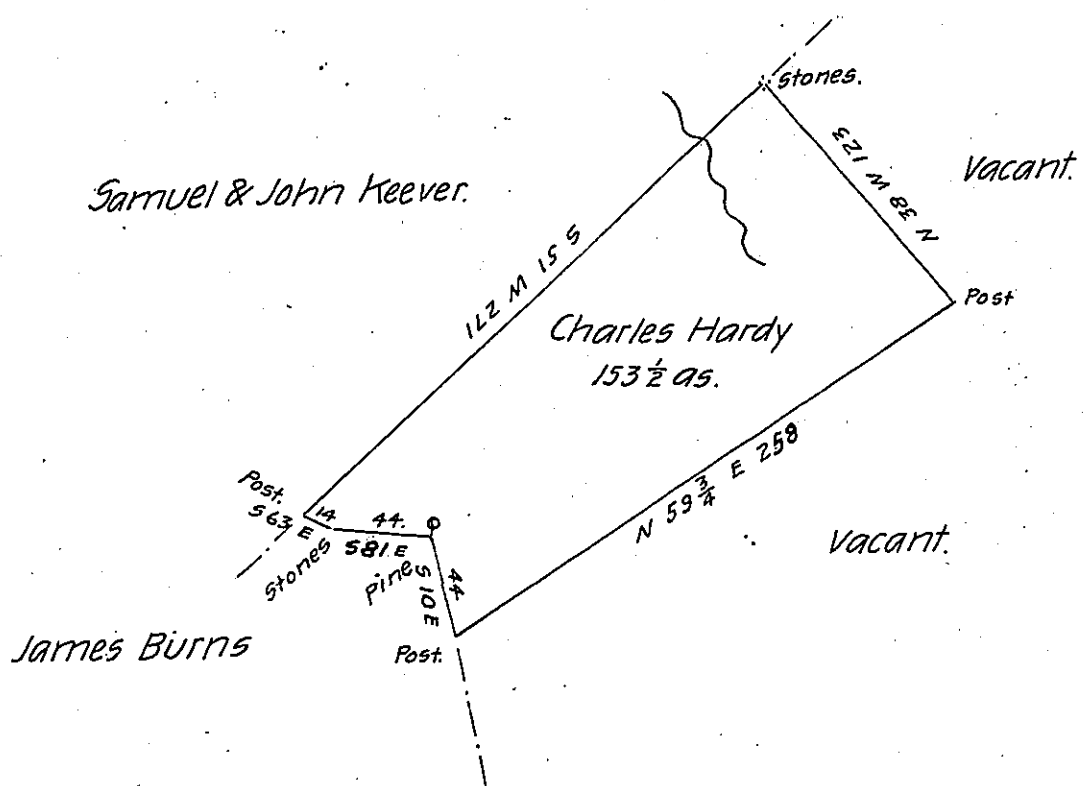 Stones.
Vacant.
N 38 W 123
Samuel & John Keever.
S 51 W 271
Post
Charles Hardy
153 1/2 as.
N 59 3/4 E 258
Vacant.
Post.
S 63 E 14
Stones
44.
S 81 E
Pine
S 10 E 44
Post.
James Burns